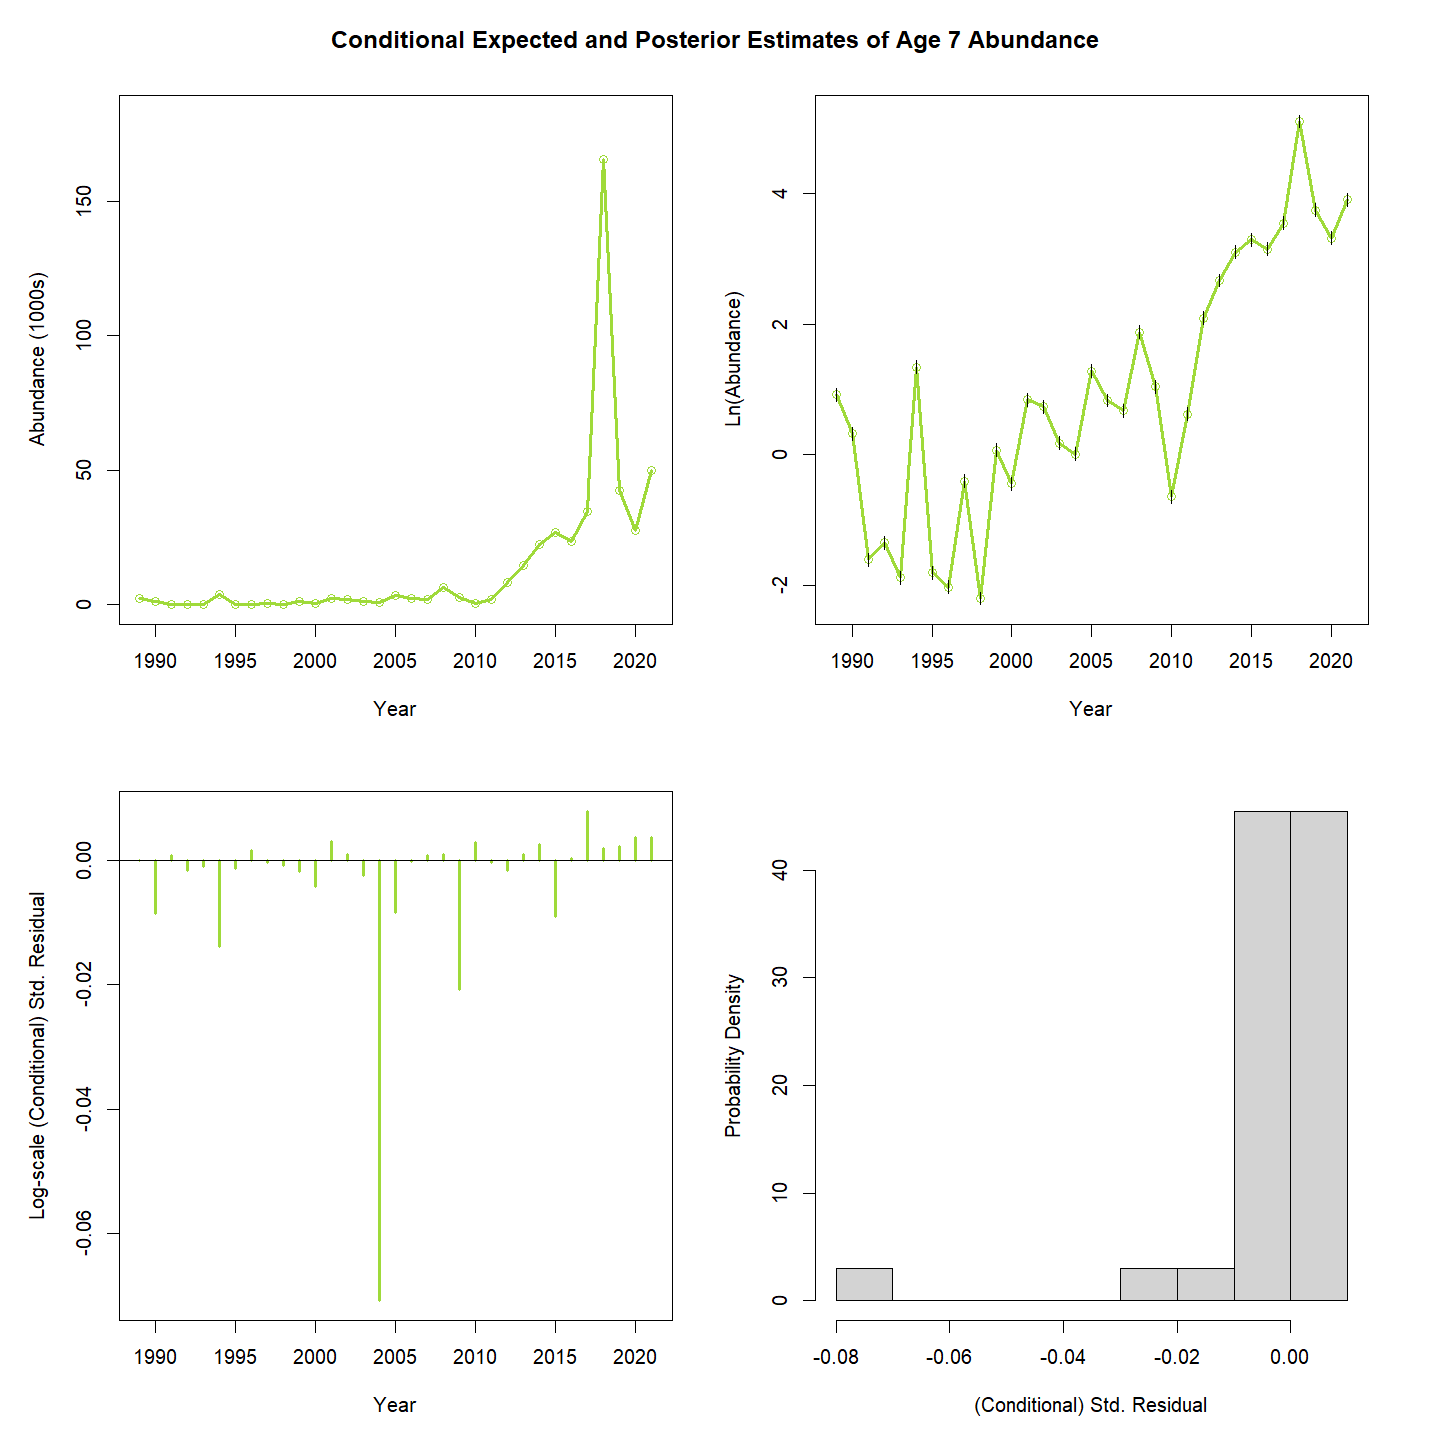 Conditional Expected and Posterior Estimates of Age 7 Abundance
Abundance (1000s)
150
100
50
0
1990 1995 2000 2005 2010 2015 2020
Year
Ln(Abundance)
4
2
0
-2
1990 1995 2000 2005 2010 2015 2020
Year
Log-scale (Conditional) Std. Residual
0.00
-0.02
-0.04
-0.06
1990 1995 2000 2005 2010 2015 2020
Year
Probability Density
40
30
20
10
0
-0.08 -0.06 -0.04 -0.02 0.00
(Conditional) Std. Residual